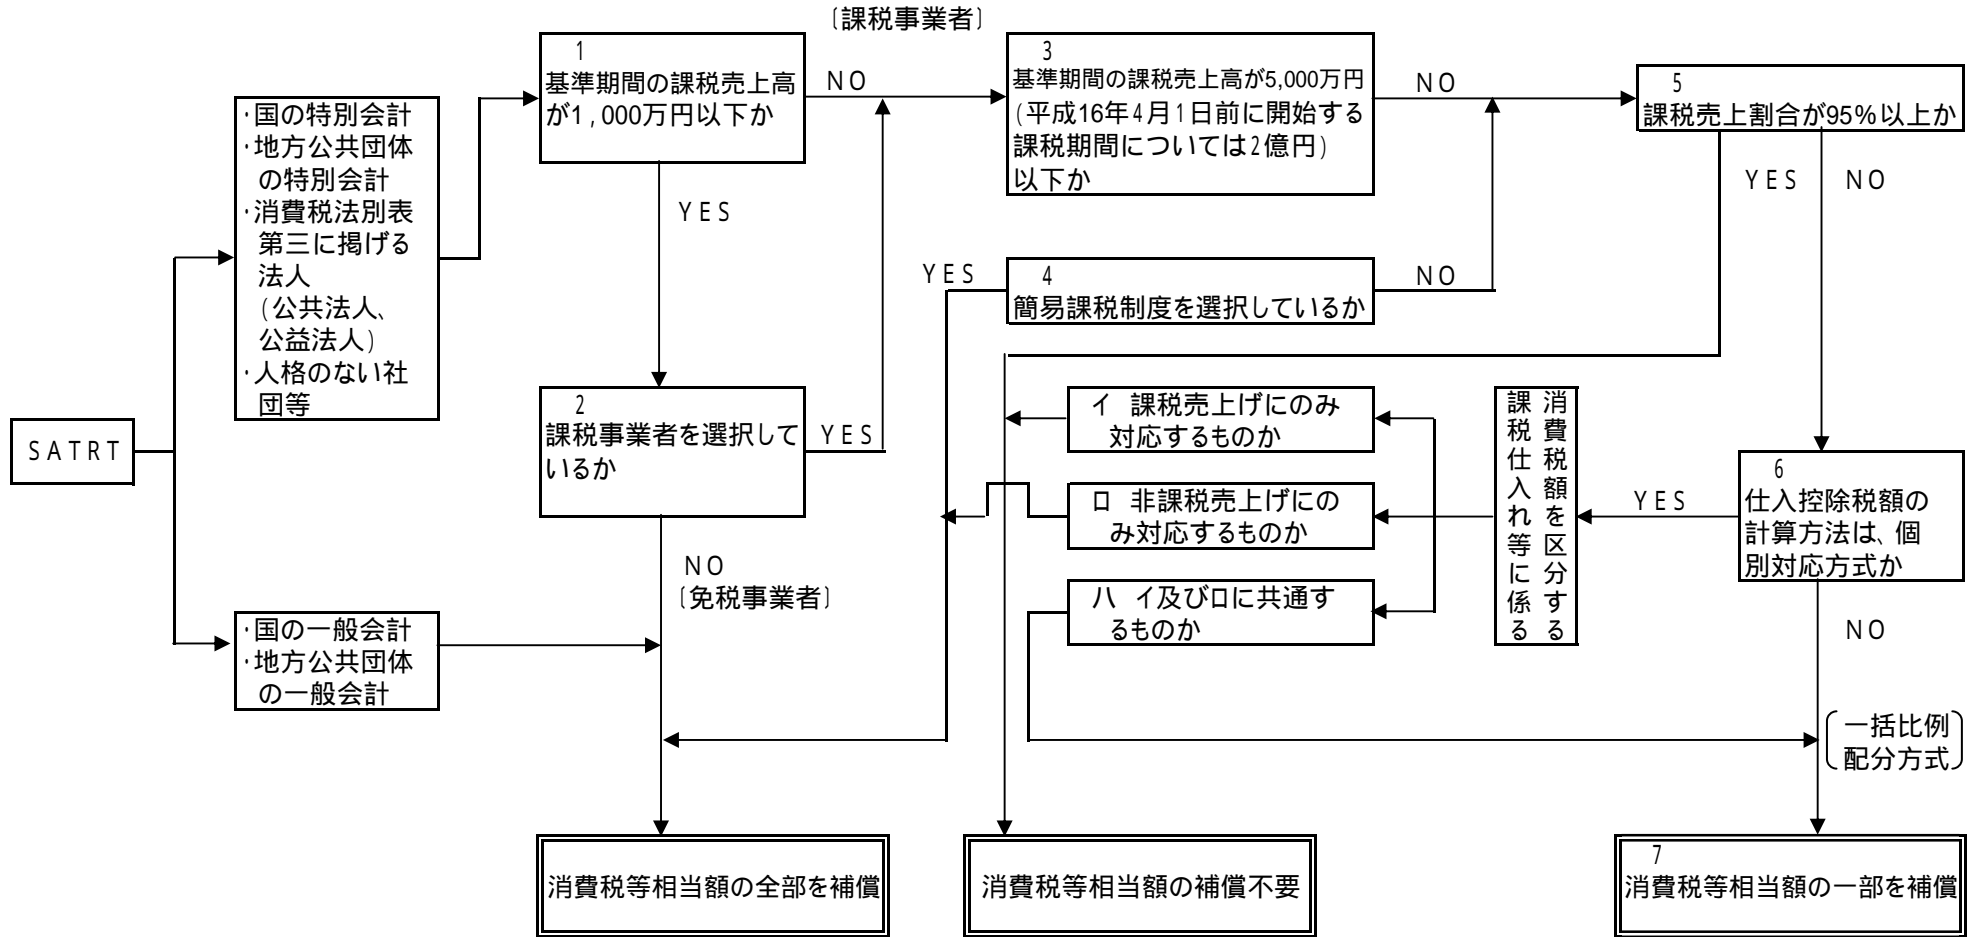 SATRT
・国の特別会計
・地方公共団体
の特別会計
・消費税法別表
第三に掲げる
法人
(公共法人、
公益法人)
・人格のない社
団等
・国の一般会計
・地方公共団体
の一般会計
1
基準期間の課税売上高
が1,000万円以下か
NO
YES
2
課税事業者を選択して
いるか
YES
NO
〔免税事業者〕
〔課税事業者〕
3
基準期間の課税売上高が5,000万円
(平成16年4月1日前に開始する
課税期間については2億円)
以下か
NO
4
簡易課税制度を選択しているか
YES
NO
5
課税売上割合が95%以上か
YES
NO
6
仕入控除税額の
計算方法は、個
別対応方式か
YES
NO
課税仕入れ等に係る
消費税額を区分する
イ 課税売上げにのみ
対応するものか
ロ 非課税売上げにの
み対応するものか
ハ イ及びロに共通す
るものか
〔一括比例
配分方式〕
消費税等相当額の全部を補償
消費税等相当額の補償不要
7
消費税等相当額の一部を補償